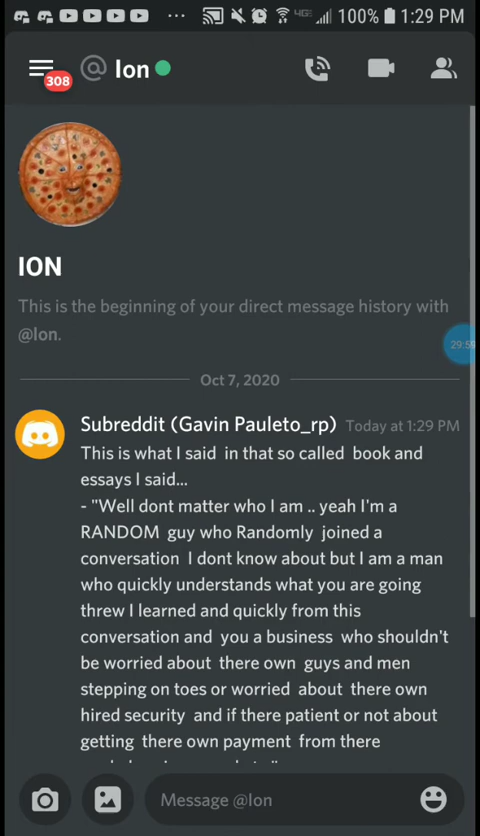 4G 100% 1:29 PM
308
@ Ion
ION
This is the beginning of your direct message history with
@Ion.
29:59
Oct 7, 2020
Subreddit (Gavin Pauleto_rp) Today at 1:29 PM
This is what I said in that so called book and
essays I said...
- "Well dont matter who I am .. yeah I'm a
RANDOM guy who Randomly joined a
conversation I dont know about but I am a man
who quickly understands what you are going
threw I learned and quickly from this
conversation and you a business who shouldn't
be worried about there own guys and men
stepping on toes or worried about there own
hired security and if there patient or not about
getting there own payment from there
Message @Ion